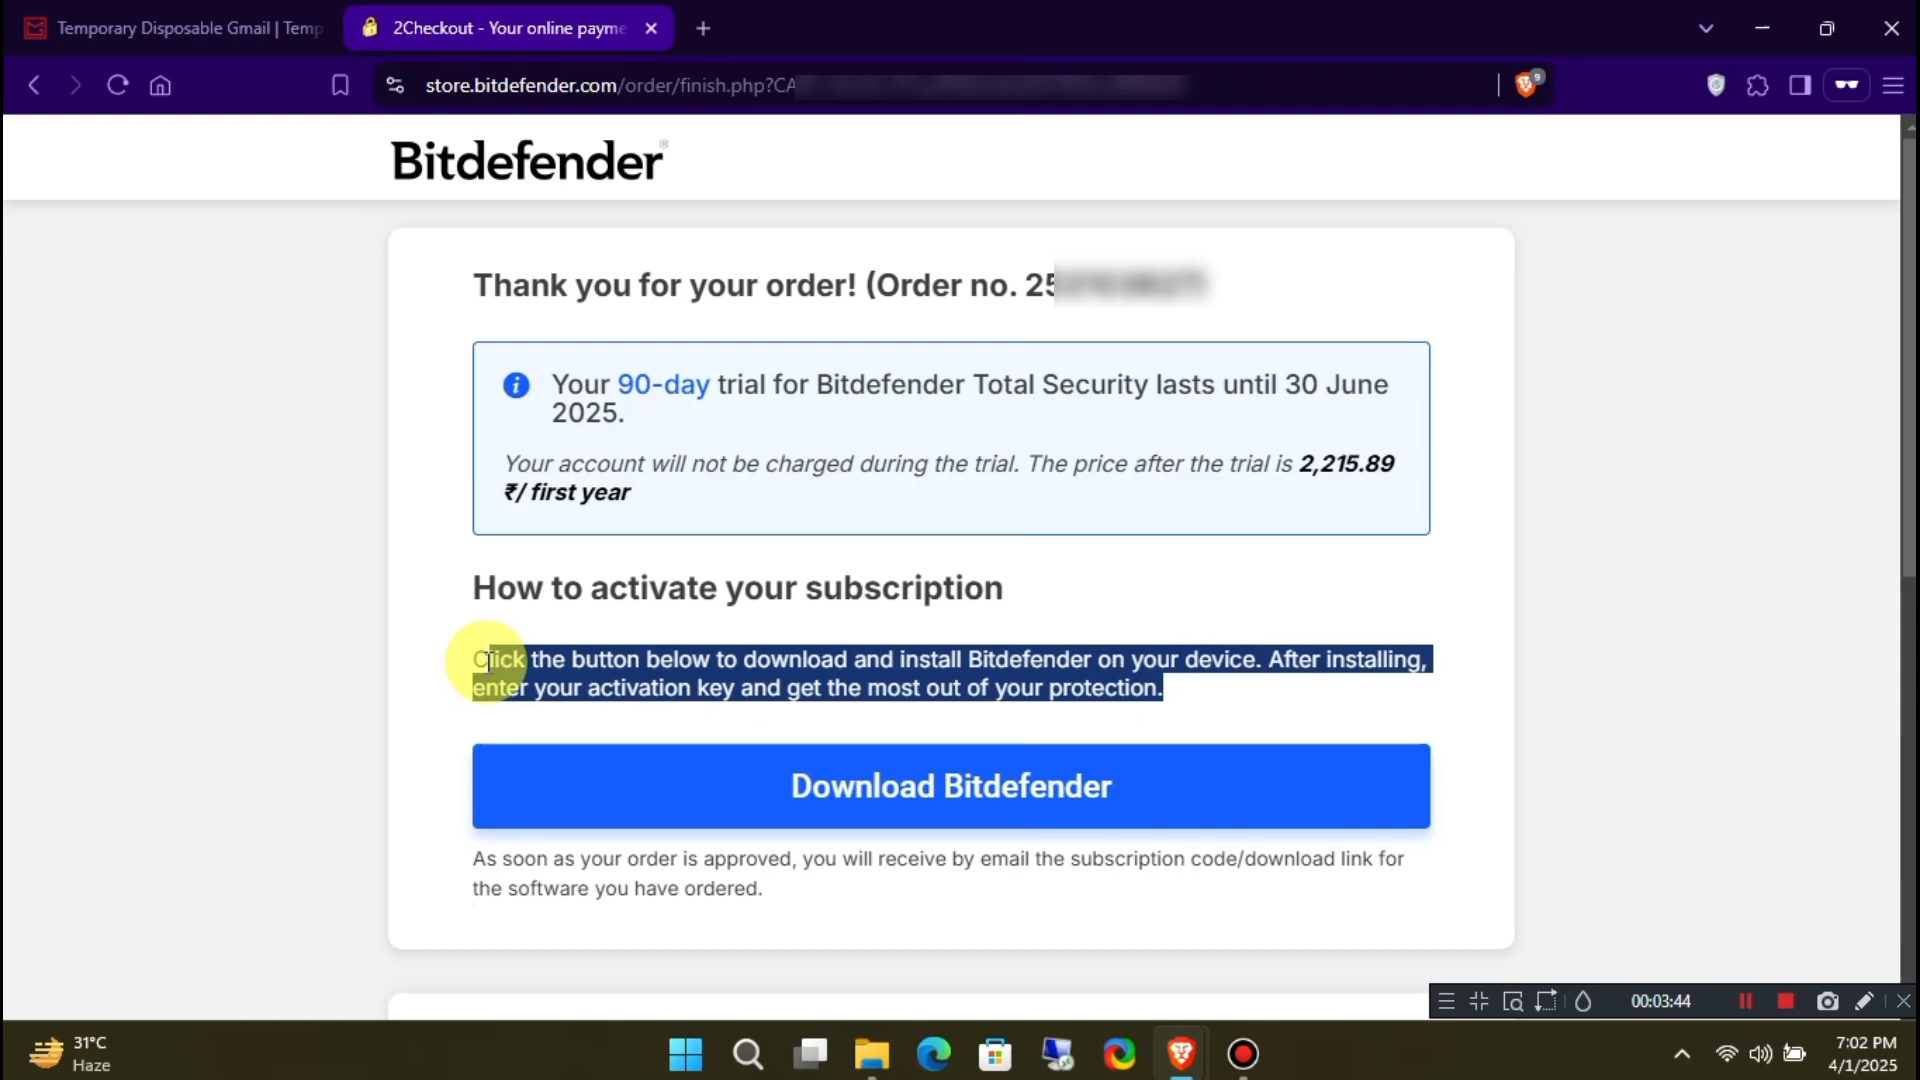 Temporary Disposable Gmail | Temp
2Checkout - Your online payme
store.bitdefender.com/order/finish.php?CA
9
Bitdefender®
Thank you for your order! (Order no. 25
Your 90-day trial for Bitdefender Total Security lasts until 30 June
2025.
Your account will not be charged during the trial. The price after the trial is 2,215.89
₹/ first year
How to activate your subscription
Click the button below to download and install Bitdefender on your device. After installing,
enter your activation key and get the most out of your protection.
Download Bitdefender
As soon as your order is approved, you will receive by email the subscription code/download link for
the software you have ordered.
00:03:44
31°C
Haze
7:02 PM
4/1/2025